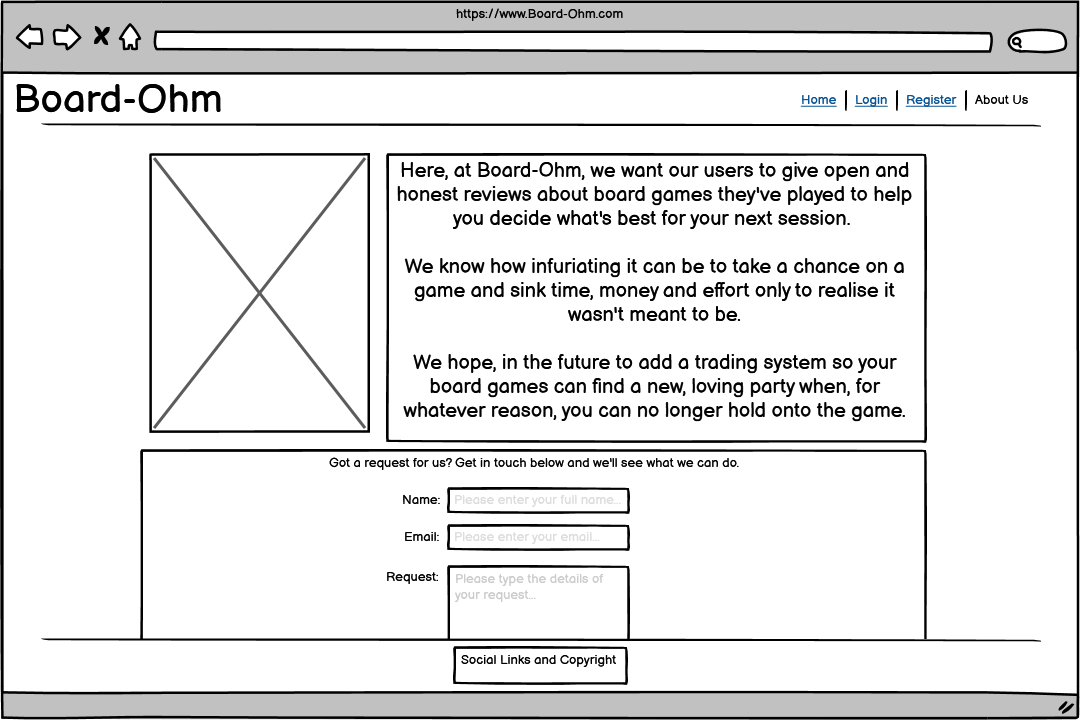 https://www.Board-Ohm.com
Board-Ohm
Home | Login | Register | About Us
Here, at Board-Ohm, we want our users to give open and
honest reviews about board games they've played to help
you decide what's best for your next session.
We know how infuriating it can be to take a chance on a
game and sink time, money and effort only to realise it
wasn't meant to be.
We hope, in the future to add a trading system so your
board games can find a new, loving party when, for
whatever reason, you can no longer hold onto the game.
Got a request for us? Get in touch below and we'll see what we can do.
Name: Please enter your full name...
Email: Please enter your email...
Request: Please type the details of
your request...
Social Links and Copyright